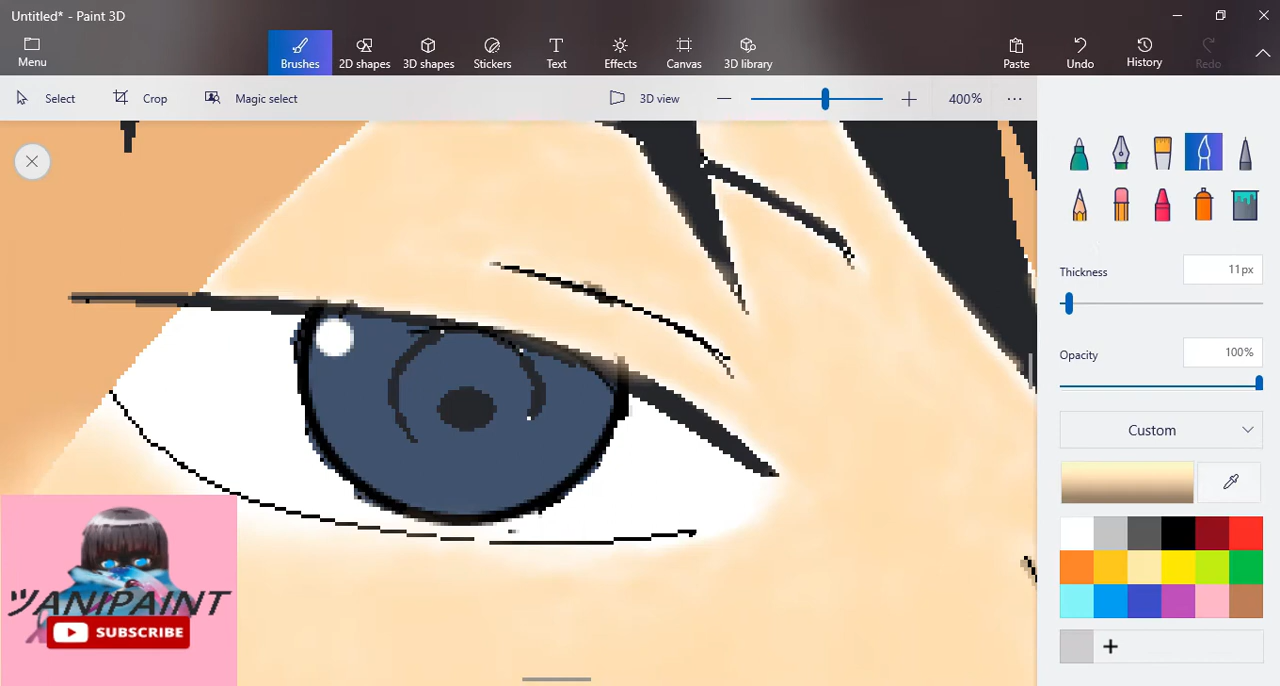 Untitled* - Paint 3D
Menu
Brushes
2D shapes
3D shapes
Stickers
Text
Effects
Canvas
3D library
Paste
Undo
History
Redo
Select
Crop
Magic select
3D view
400%
Thickness
11px
Opacity
100%
Custom
ツANIPAINT
SUBSCRIBE